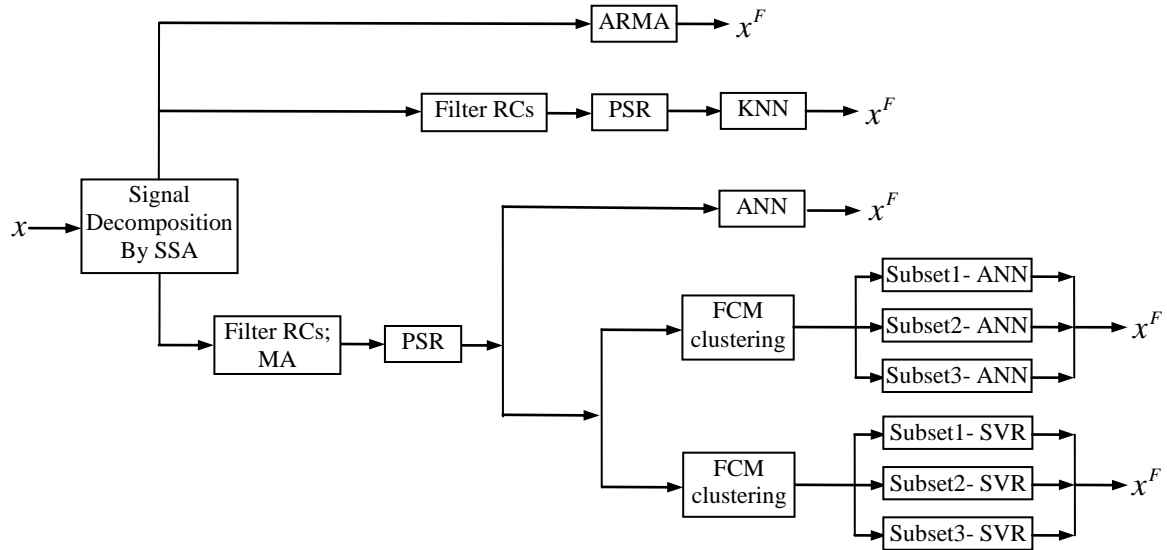 ARMA
x^F
Filter RCs
PSR
KNN
x^F
x
Signal
Decomposition
By SSA
ANN
x^F
Filter RCs;
MA
PSR
FCM
clustering
Subset1- ANN
Subset2- ANN
Subset3- ANN
x^F
FCM
clustering
Subset1- SVR
Subset2- SVR
Subset3- SVR
x^F